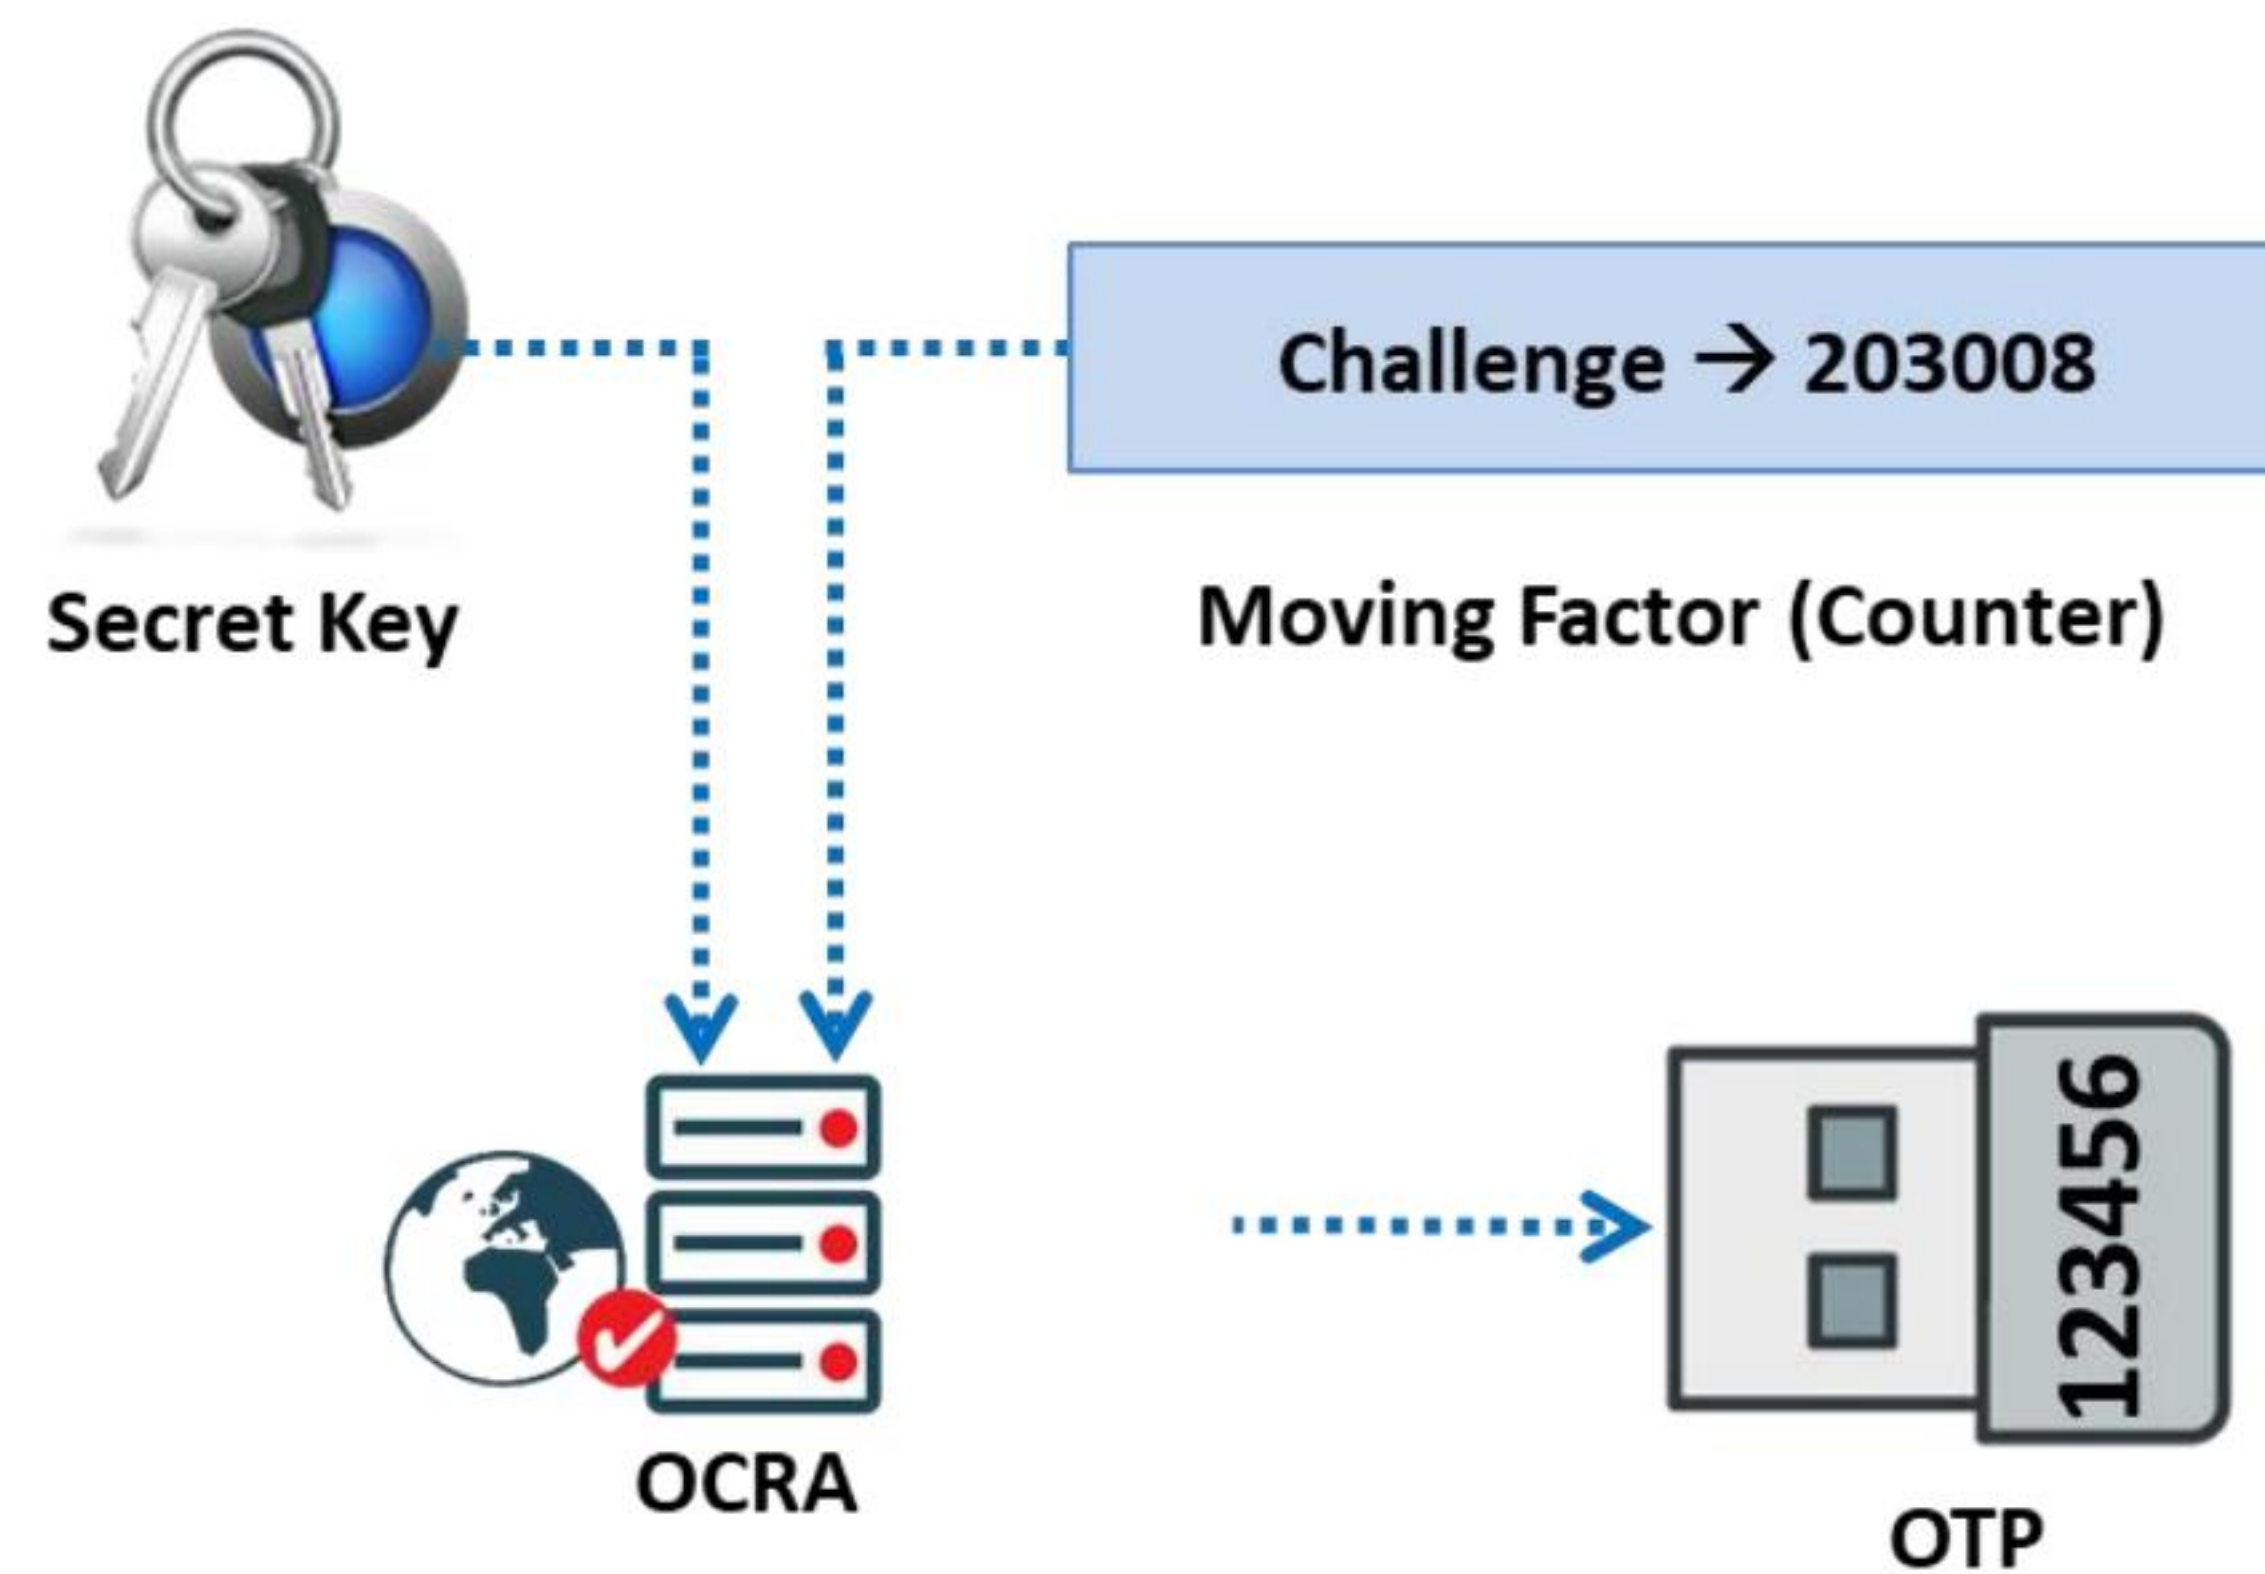 Challenge → 203008
Secret Key
Moving Factor (Counter)
123456
OCRA
OTP